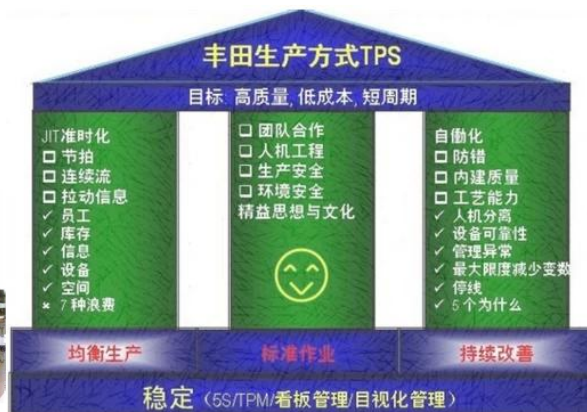 丰田生产方式TPS
目标: 高质量, 低成本, 短周期
JIT准时化
□ 节拍
□ 连续流
□ 拉动信息
✓ 员工
✓ 库存
✓ 信息
✓ 设备
✓ 空间
× 7 种浪费
□ 团队合作
□ 人机工程
□ 生产安全
□ 环境安全
精益思想与文化
自働化
□ 防错
□ 内建质量
□ 工艺能力
✓ 人机分离
✓ 设备可靠性
✓ 管理异常
✓ 最大限度减少变数
✓ 停线
✓ 5 个为什么
均衡生产
标准作业
持续改善
稳定（5S/TPM/看板管理/目视化管理）